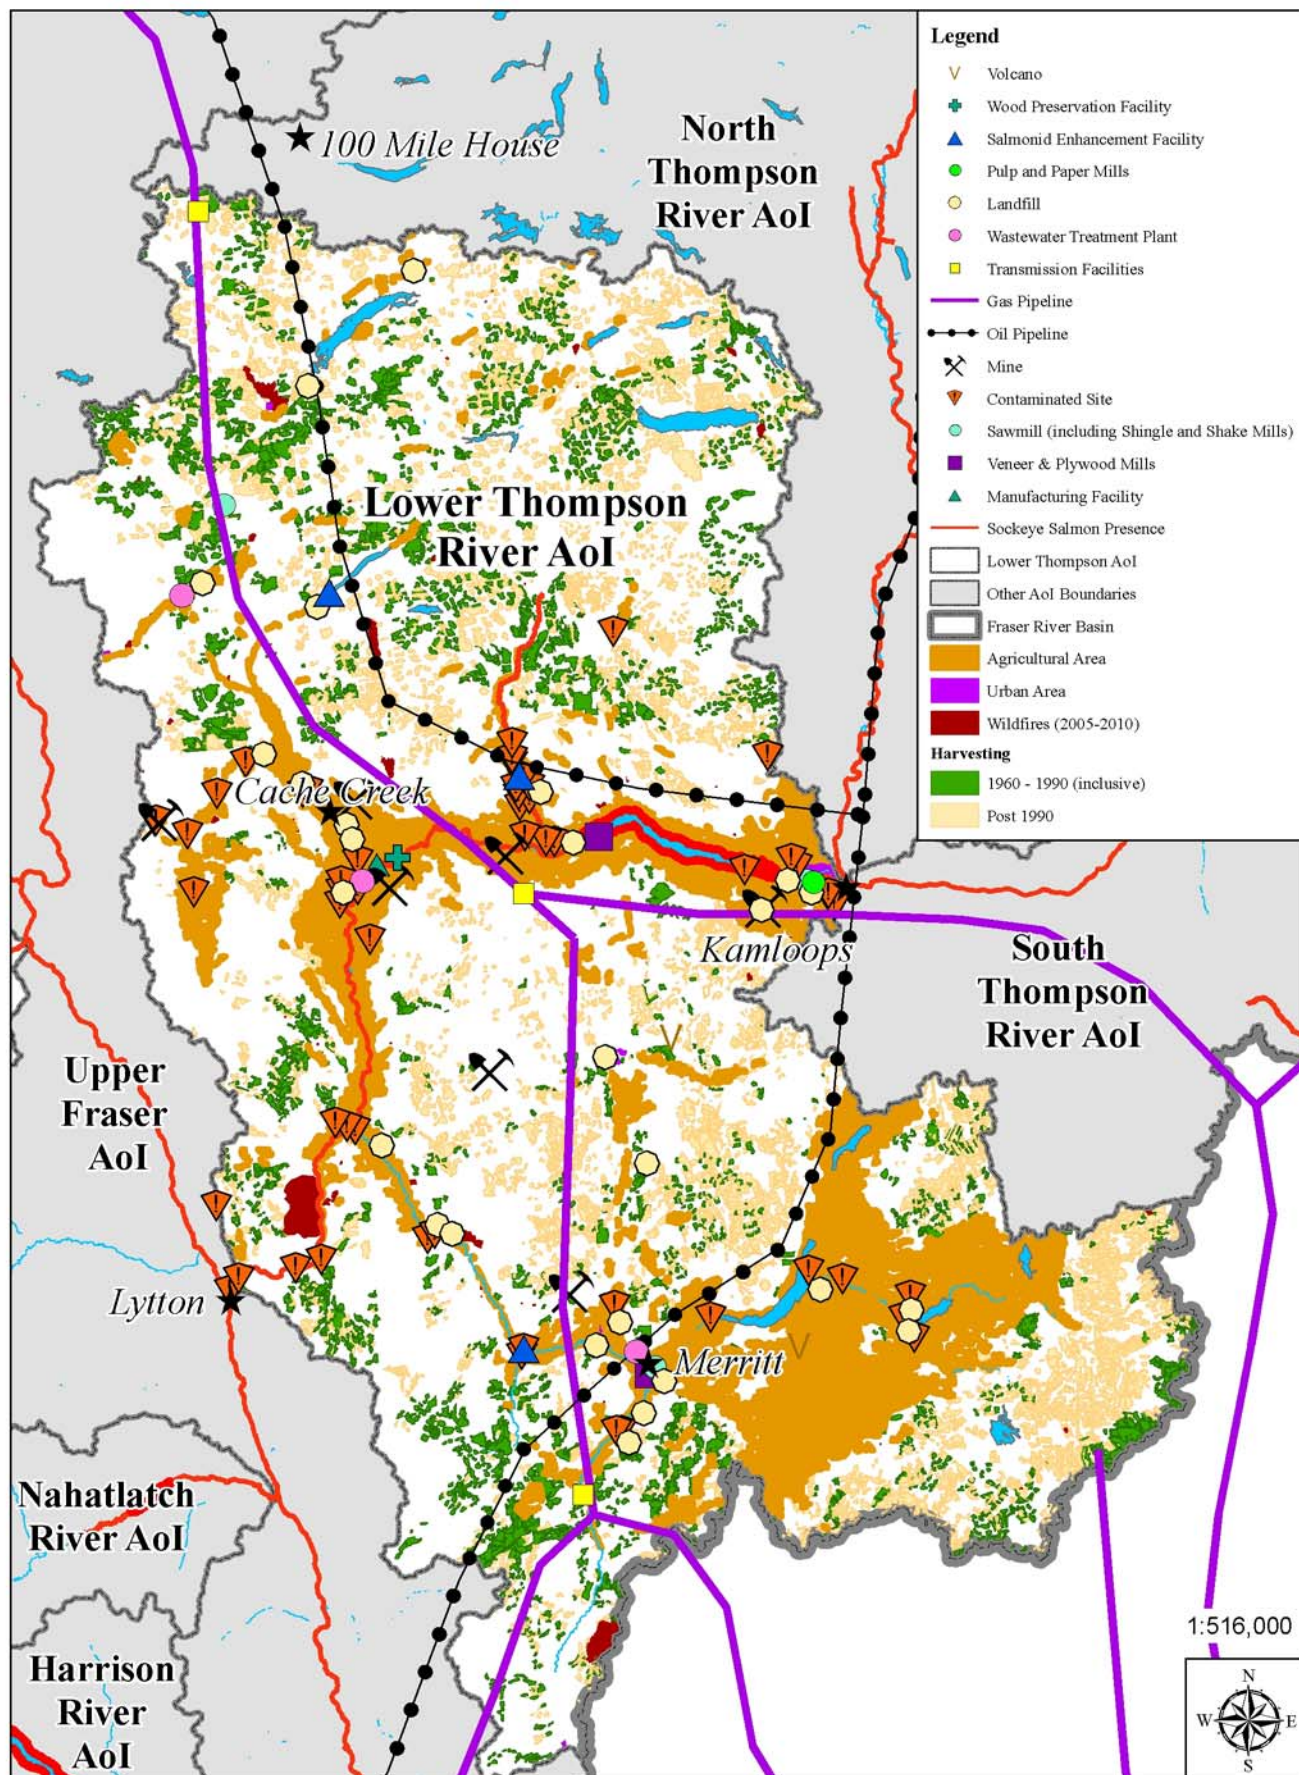 100 Mile House
North
Thompson
River AoI
Lower Thompson
River AoI
Cache Creek
Kamloops
South
Thompson
River AoI
Upper
Fraser
AoI
Lytton
Merritt
Nahatlatch
River AoI
Harrison
River
AoI
Legend
Volcano
Wood Preservation Facility
Salmonid Enhancement Facility
Pulp and Paper Mills
Landfill
Wastewater Treatment Plant
Transmission Facilities
Gas Pipeline
Oil Pipeline
Mine
Contaminated Site
Sawmill (including Shingle and Shake Mills)
Veneer & Plywood Mills
Manufacturing Facility
Sockeye Salmon Presence
Lower Thompson AoI
Other AoI Boundaries
Fraser River Basin
Agricultural Area
Urban Area
Wildfires (2005-2010)
Harvesting
1960 - 1990 (inclusive)
Post 1990
1:516,000
N
W E
S